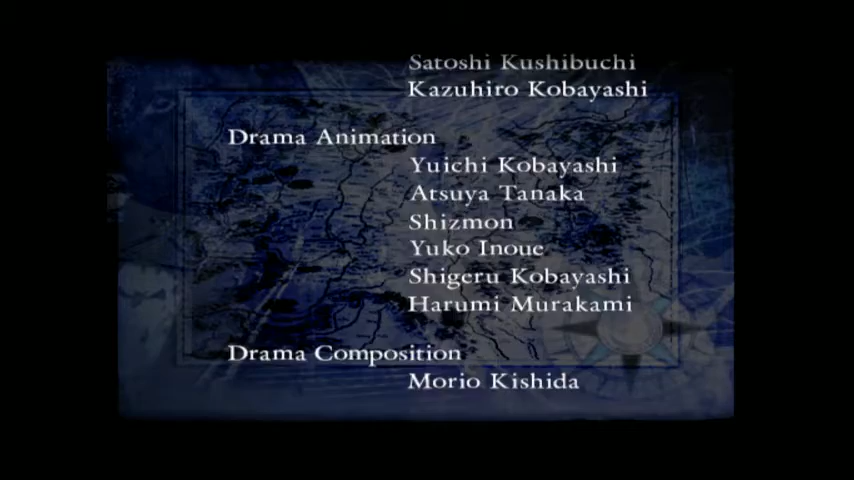 Satoshi Kushibuchi
Kazuhiro Kobayashi
Drama Animation
Yuichi Kobayashi
Atsuya Tanaka
Shizmon
Yuko Inoue
Shigeru Kobayashi
Harumi Murakami
Drama Composition
Morio Kishida